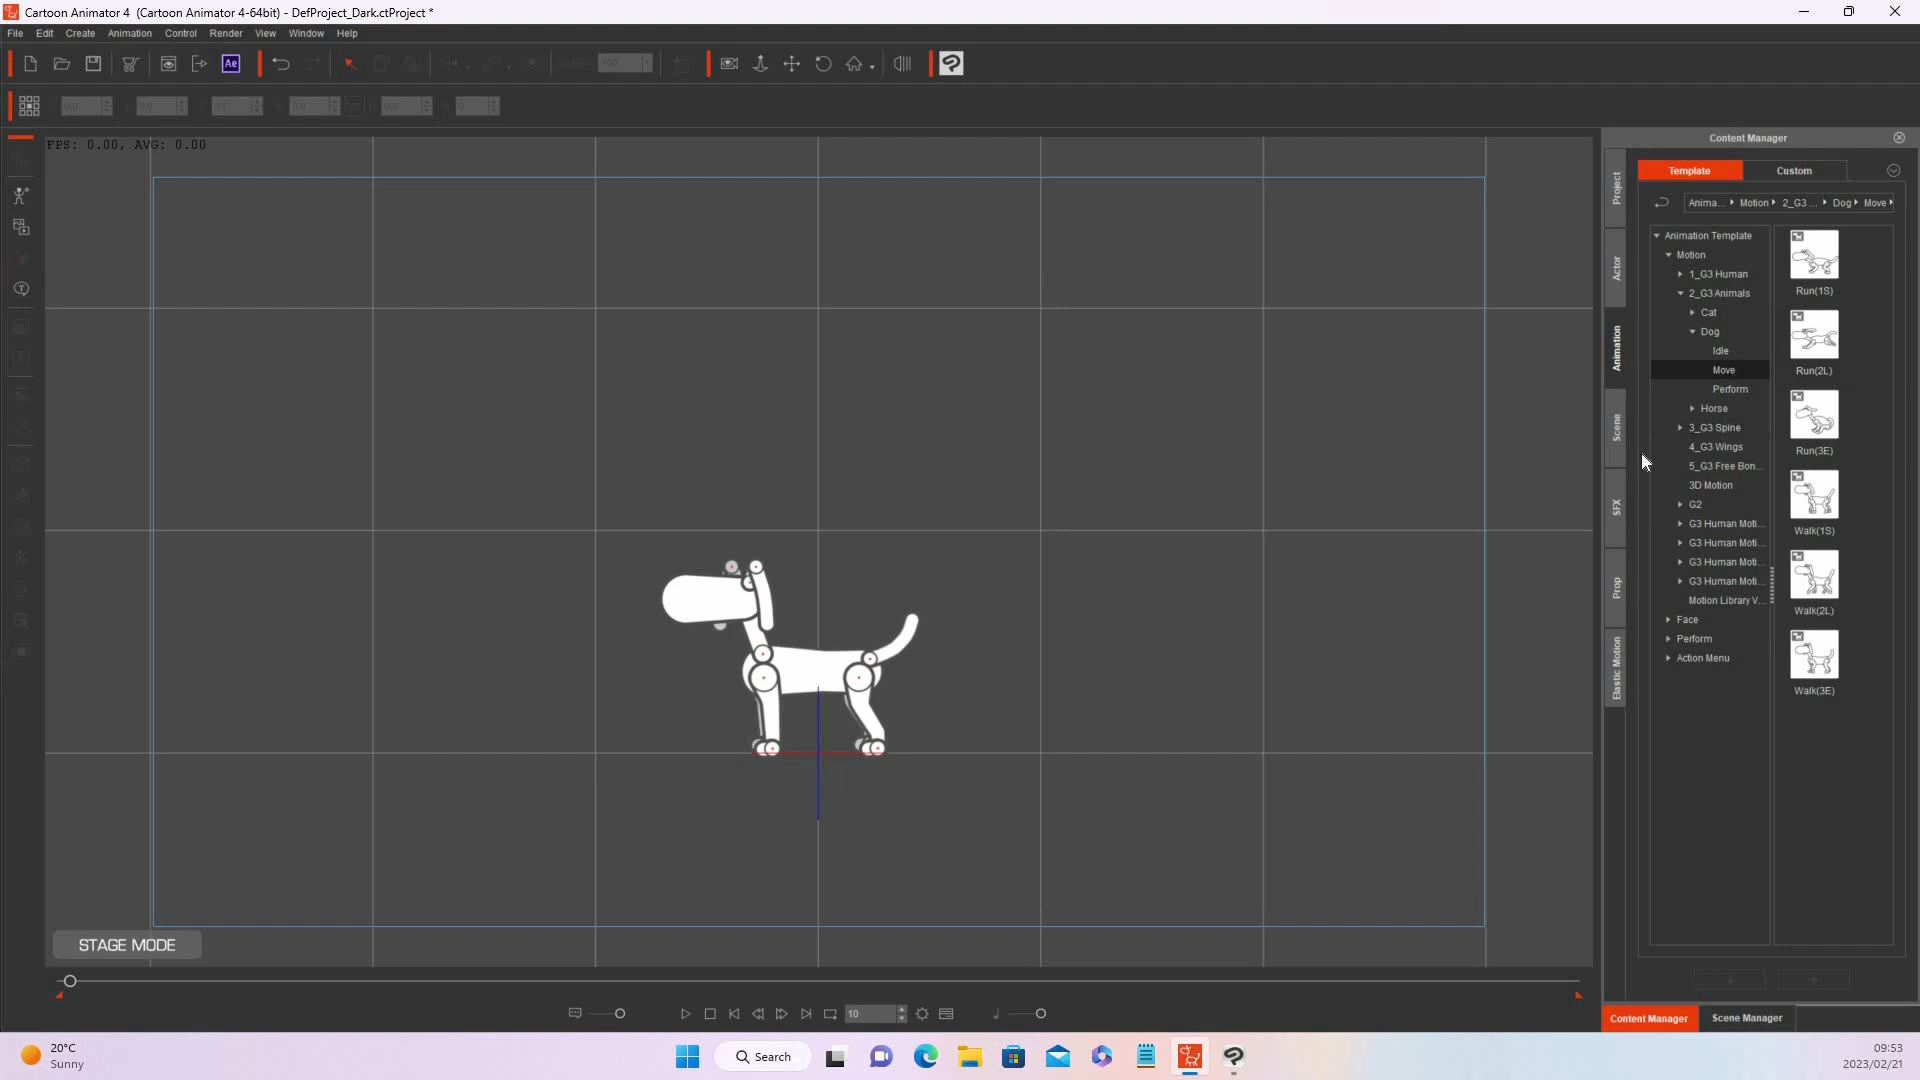 Cartoon Animator 4 (Cartoon Animator 4-64bit) - DefProject_Dark.ctProject *
File Edit Create Animation Control Render View Window Help
Ae
FPS: 0.00, AVG: 0.00
Content Manager
Template Custom
Anima... Motion 2_G3 ... Dog Move
Project
Actor
Animation
Scene
SFX
Prop
Elastic Motion
Animation Template
Motion
1_G3 Human
2_G3 Animals
Cat
Dog
Idle
Move
Perform
Horse
3_G3 Spine
4_G3 Wings
5_G3 Free Bon...
3D Motion
G2
G3 Human Moti...
G3 Human Moti...
G3 Human Moti...
G3 Human Moti...
Motion Library V...
Face
Perform
Action Menu
Run(1S)
Run(2L)
Run(3E)
Walk(1S)
Walk(2L)
Walk(3E)
STAGE MODE
10
Content Manager Scene Manager
20°C
Sunny
Search
09:53
2023/02/21